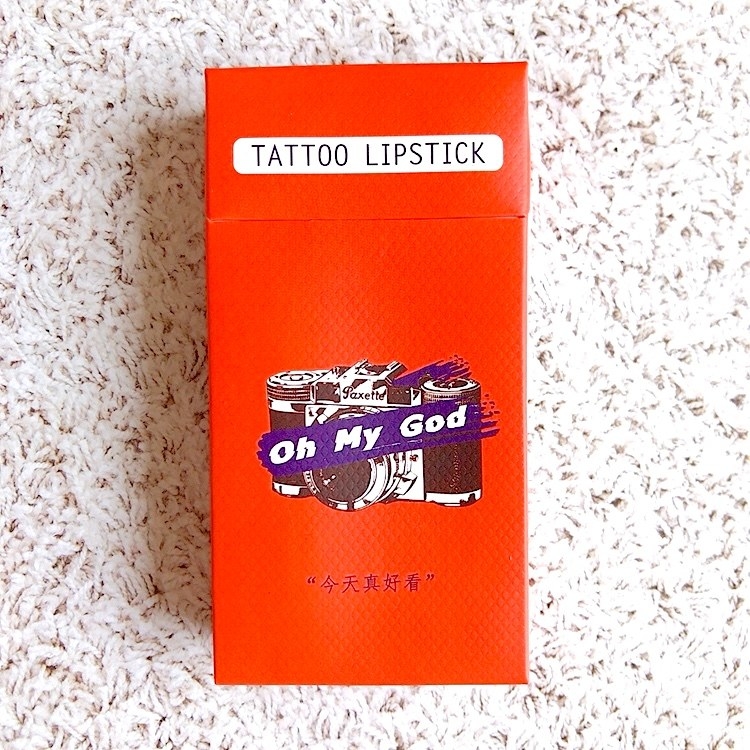 TATTOO LIPSTICK
Paxette
Oh My God
“今天真好看”